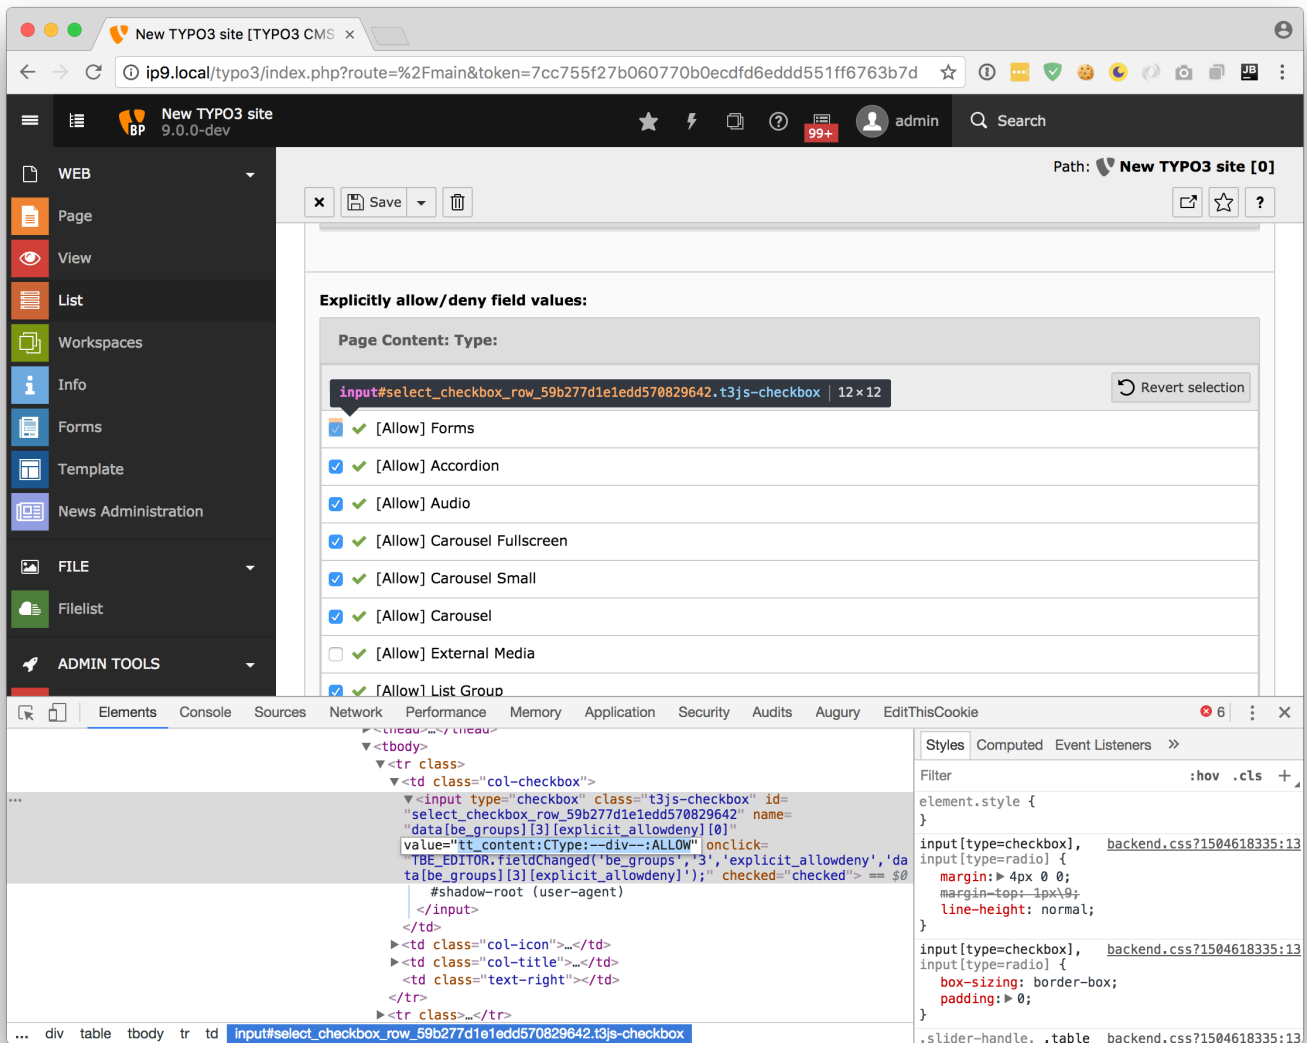 New TYPO3 site [TYPO3 CMS
ip9.local/typo3/index.php?route=%2Fmain&token=7cc755f27b060770b0ecdfd6eddd551ff6763b7d
JB
BP
New TYPO3 site
9.0.0-dev
99+
admin
Search
WEB
Page
View
List
Workspaces
Info
Forms
Template
News Administration
FILE
Filelist
ADMIN TOOLS
Path: New TYPO3 site [0]
Save
?
Explicitly allow/deny field values:
Page Content: Type:
input#select_checkbox_row_59b277d1e1edd570829642.t3js-checkbox | 12×12
Revert selection
[Allow] Forms
[Allow] Accordion
[Allow] Audio
[Allow] Carousel Fullscreen
[Allow] Carousel Small
[Allow] Carousel
[Allow] External Media
[Allow] List Group
Elements Console Sources Network Performance Memory Application Security Audits Augury EditThisCookie 6
▶<thead>…</thead>
▼<tbody>
▼<tr class>
▼<td class="col-checkbox">
▼<input type="checkbox" class="t3js-checkbox" id=
"select_checkbox_row_59b277d1e1edd570829642" name=
"data[be_groups][3][explicit_allowdeny][0]"
value="tt_content:CType:--div--:ALLOW" onclick=
"TBE_EDITOR.fieldChanged('be_groups','3','explicit_allowdeny','da
ta[be_groups][3][explicit_allowdeny]');" checked="checked"> == $0
#shadow-root (user-agent)
</input>
</td>
▶<td class="col-icon">…</td>
▶<td class="col-title">…</td>
<td class="text-right"></td>
</tr>
▶<tr class>…</tr>
... div table tbody tr td input#select_checkbox_row_59b277d1e1edd570829642.t3js-checkbox
Styles Computed Event Listeners »
Filter :hov .cls +
element.style {
}
input[type=checkbox], backend.css?1504618335:13
input[type=radio] {
margin:▶4px 0 0;
margin-top: 1px\9;
line-height: normal;
}
input[type=checkbox], backend.css?1504618335:13
input[type=radio] {
box-sizing: border-box;
padding:▶0;
}
.slider-handle, .table backend.css?1504618335:13